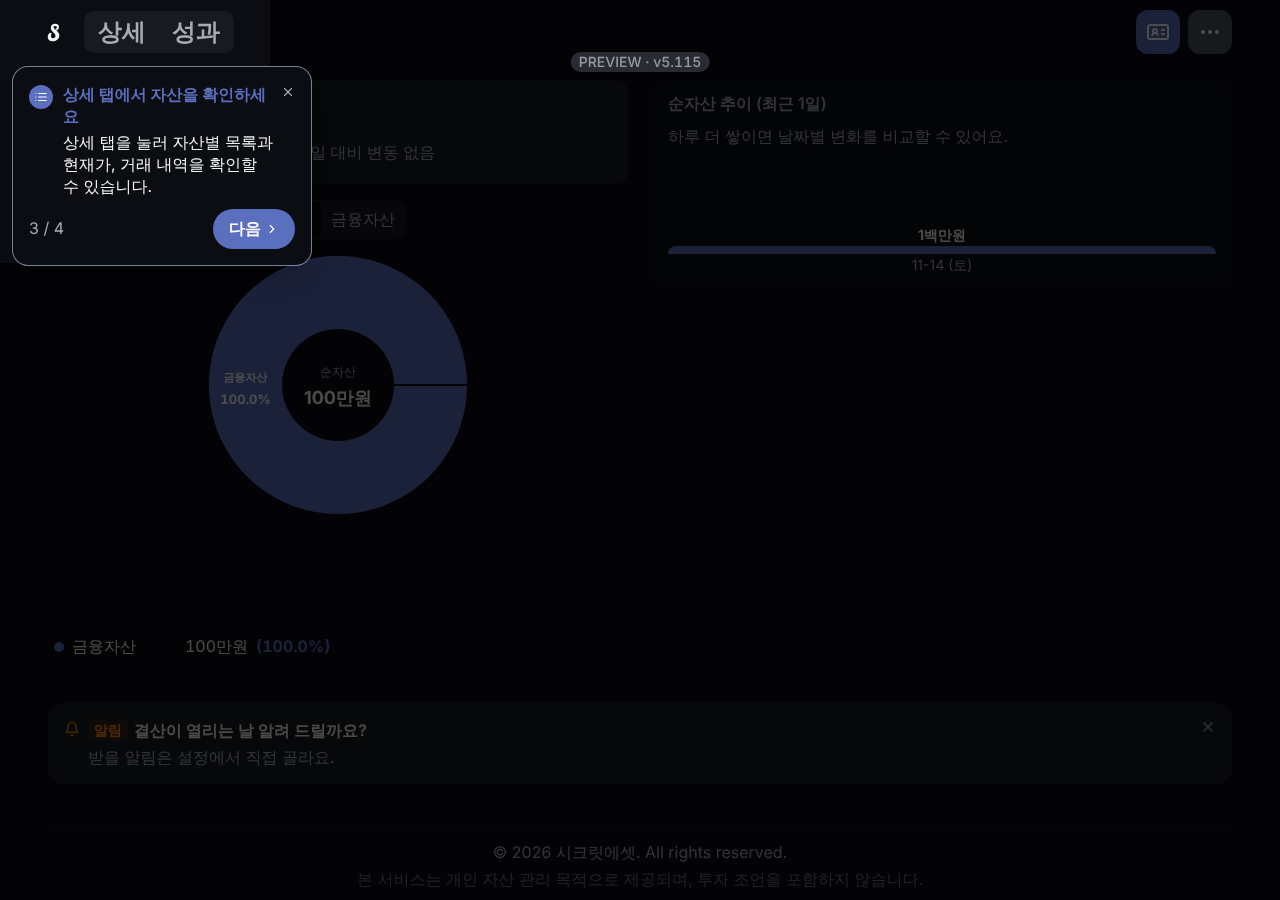 S 상세 성과
PREVIEW · v5.115
상세 탭에서 자산을 확인하세
요
상세 탭을 눌러 자산별 목록과
현재가, 거래 내역을 확인할
수 있습니다.
3 / 4
다음
일 대비 변동 없음
금융자산
순자산 추이 (최근 1일)
하루 더 쌓이면 날짜별 변화를 비교할 수 있어요.
1백만원
11-14 (토)
금융자산
100.0%
순자산
100만원
금융자산 100만원 (100.0%)
알림 결산이 열리는 날 알려 드릴까요?
받을 알림은 설정에서 직접 골라요.
© 2026 시크릿에셋. All rights reserved.
본 서비스는 개인 자산 관리 목적으로 제공되며, 투자 조언을 포함하지 않습니다.